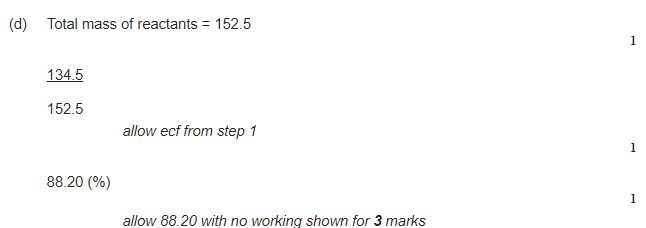 (d) Total mass of reactants = 152.5
1
134.5
152.5
allow ecf from step 1
1
88.20 (%)
1
allow 88.20 with no working shown for 3 marks